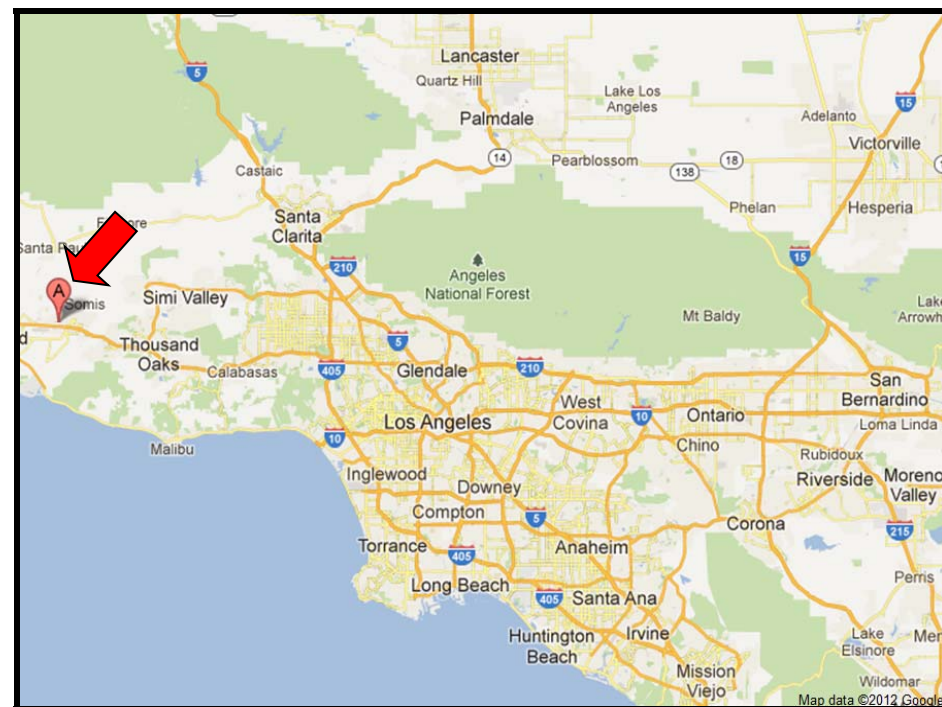 Lancaster
Quartz Hill
Lake Los
Angeles
5
15
Adelanto
Palmdale
Victorville
14
Pearblossom
18
138
Castaic
Phelan
Hesperia
Santa
Clarita
15
210
Angeles
National Forest
A
Somis
Simi Valley
Mt Baldy
Lake
Arrowh
Thousand
Oaks
5
Calabasas
405
Glendale
210
San
Bernardino
West
Covina
10
Ontario
Los Angeles
Loma Linda
10
Chino
Malibu
Rubidoux
Inglewood
Riverside
Moreno
Valley
Downey
Compton
5
Corona
215
Torrance
405
Anaheim
Perris
Long Beach
405
Santa Ana
Huntington
Beach
Irvine
Lake
Elsinore
Mission
Viejo
Wildomar
Map data ©2012 Google